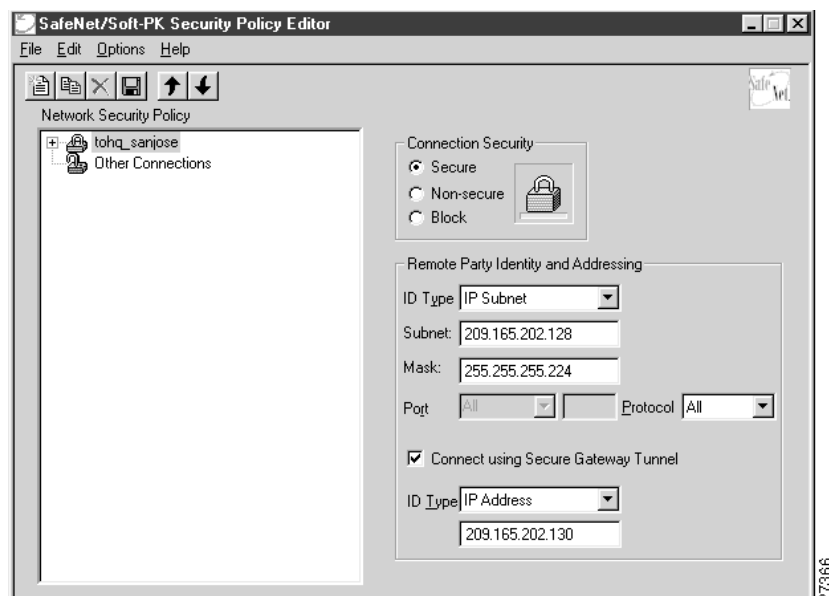 SafeNet/Soft-PK Security Policy Editor
File Edit Options Help
Safe Net.
Network Security Policy
tohq_sanjose
Other Connections
Connection Security
Secure
Non-secure
Block
Remote Party Identity and Addressing
ID Type IP Subnet
Subnet: 209.165.202.128
Mask: 255.255.255.224
Port All Protocol All
Connect using Secure Gateway Tunnel
ID Type IP Address
209.165.202.130
27366